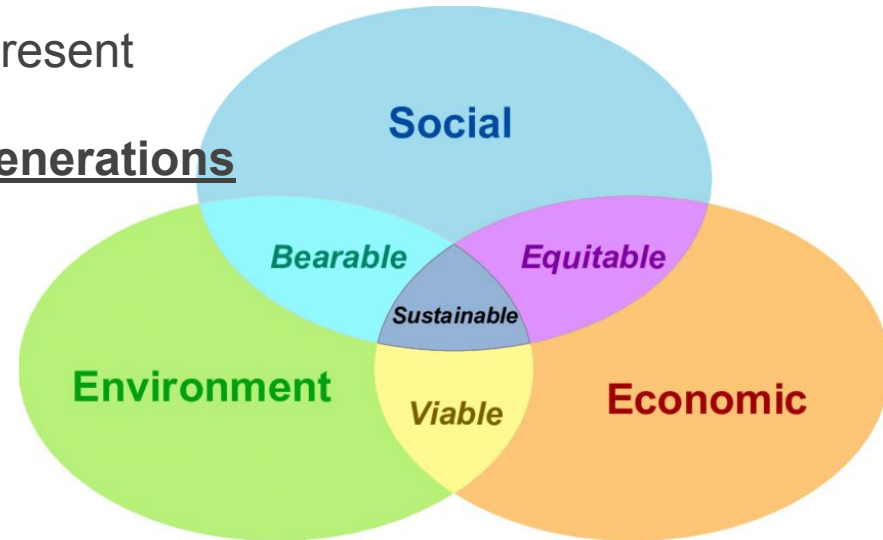 resent
enerations
Social
Bearable
Equitable
Sustainable
Environment
Viable
Economic